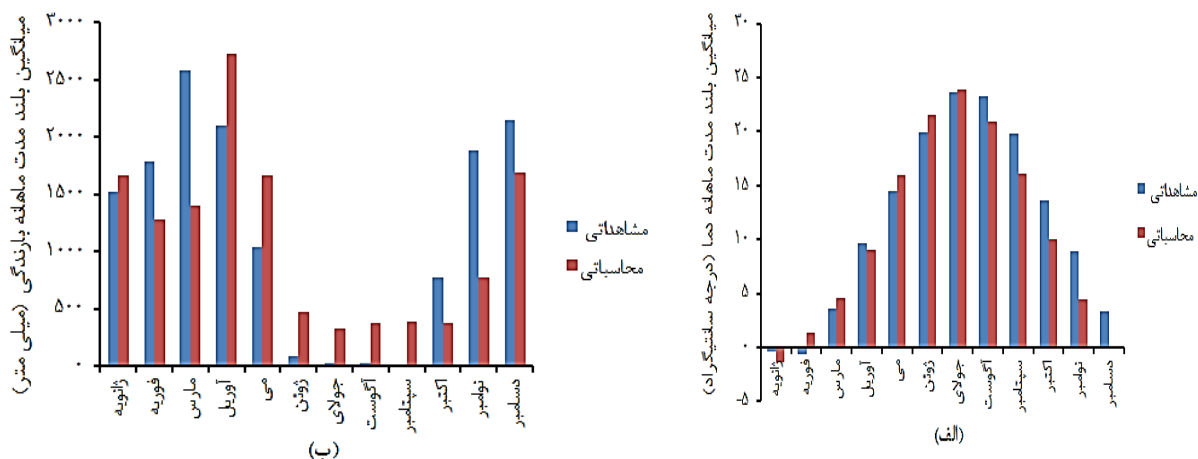 میانگین بلند مدت ماهانه دما (درجه سانتیگراد)
۳۰
۲۵
۲۰
۱۵
۱۰
۵
۰
-۵
ژانویه
فوریه
مارس
آوریل
می
ژوئن
جولای
آگوست
سپتامبر
اکتبر
نوامبر
دسامبر
مشاهداتی
محاسباتی
(الف)
میانگین بلند مدت ماهانه بارندگی (میلی متر)
۳۰۰۰
۲۵۰۰
۲۰۰۰
۱۵۰۰
۱۰۰۰
۵۰۰
۰
ژانویه
فوریه
مارس
آوریل
می
ژوئن
جولای
آگوست
سپتامبر
اکتبر
نوامبر
دسامبر
مشاهداتی
محاسباتی
(ب)